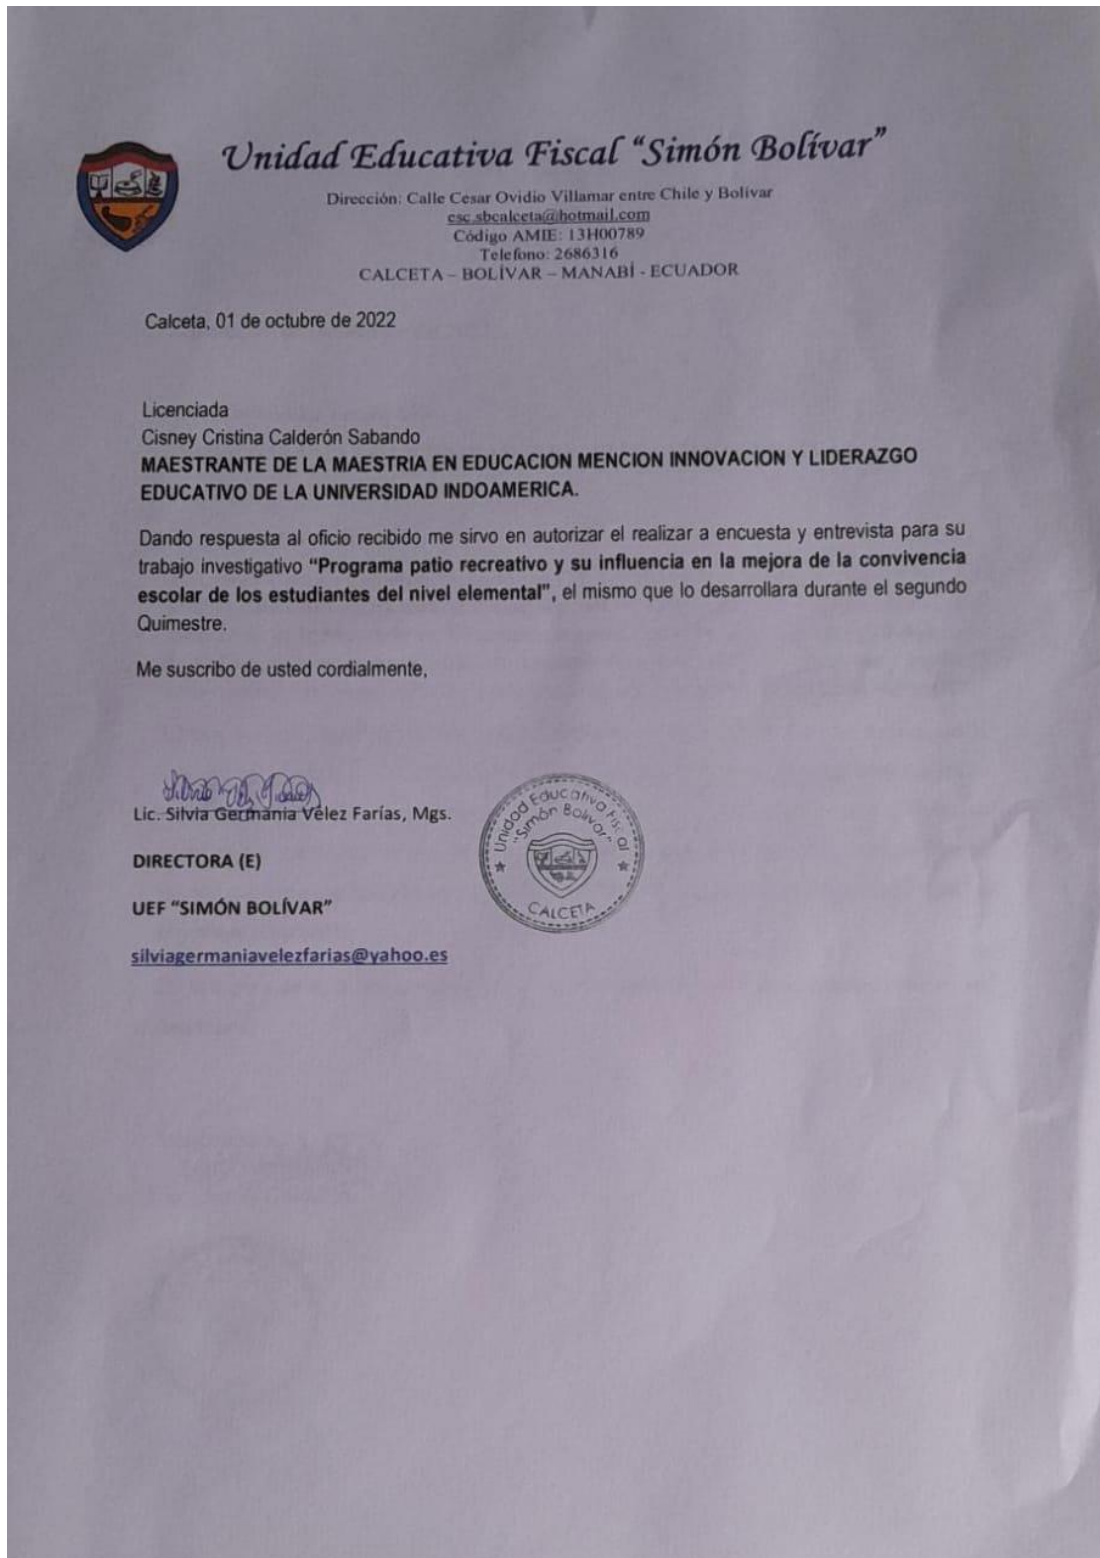 Unidad Educativa Fiscal “Simón Bolívar”
Dirección: Calle Cesar Ovidio Villamar entre Chile y Bolívar
esc.sbcalceta@hotmail.com
Código AMIE: 13H00789
Telefono: 2686316
CALCETA – BOLÍVAR – MANABÍ - ECUADOR
Calceta, 01 de octubre de 2022
Licenciada
Cisney Cristina Calderón Sabando
MAESTRANTE DE LA MAESTRIA EN EDUCACION MENCION INNOVACION Y LIDERAZGO
EDUCATIVO DE LA UNIVERSIDAD INDOAMERICA.
Dando respuesta al oficio recibido me sirvo en autorizar el realizar a encuesta y entrevista para su
trabajo investigativo “Programa patio recreativo y su influencia en la mejora de la convivencia
escolar de los estudiantes del nivel elemental”, el mismo que lo desarrollara durante el segundo
Quimestre.
Me suscribo de usted cordialmente,
Lic. Silvia Germania Vélez Farías, Mgs.
DIRECTORA (E)
UEF “SIMÓN BOLÍVAR”
silviagermaniavelezfarias@yahoo.es
Unidad Educativa Fiscal
"Simón Bolívar"
CALCETA